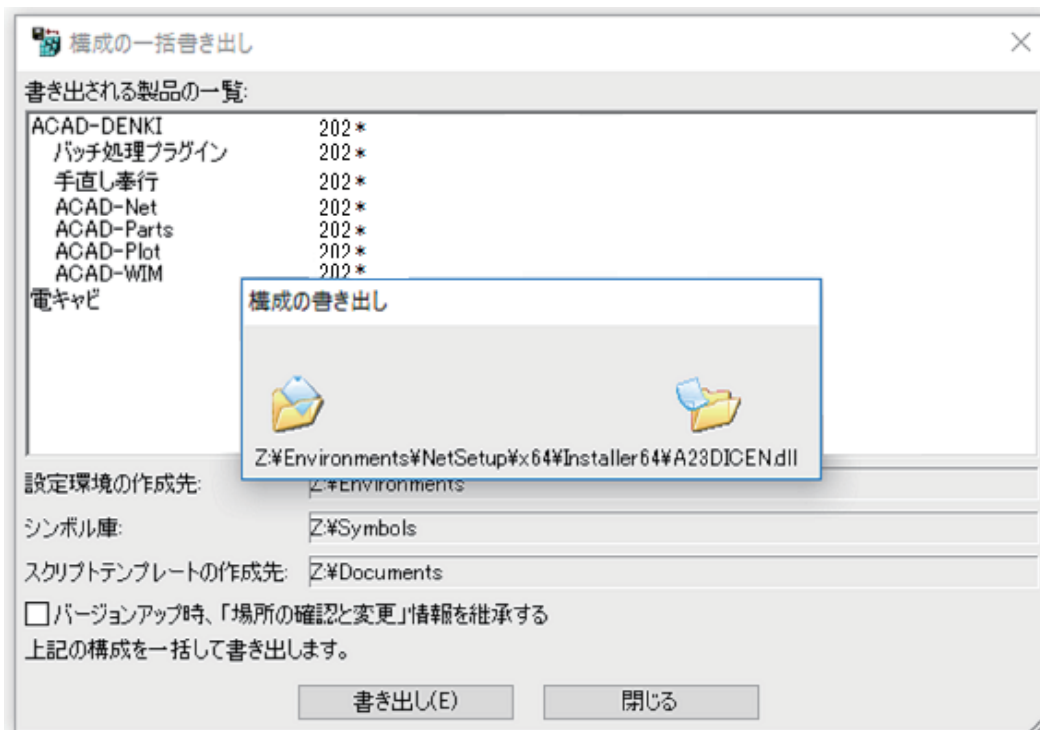 構成の一括書き出し
書き出される製品の一覧:
ACAD-DENKI 202*
バッチ処理プラグイン 202*
手直し奉行 202*
ACAD-Net 202*
ACAD-Parts 202*
ACAD-Plot 202*
ACAD-WIM 202*
電キャビ
構成の書き出し
Z:¥Environments¥NetSetup¥x64¥Installer64¥A23DICEN.dll
設定環境の作成先: Z:¥Environments
シンボル庫: Z:¥Symbols
スクリプトテンプレートの作成先: Z:¥Documents
バージョンアップ時、「場所の確認と変更」情報を継承する
上記の構成を一括して書き出します。
書き出し(E) 閉じる